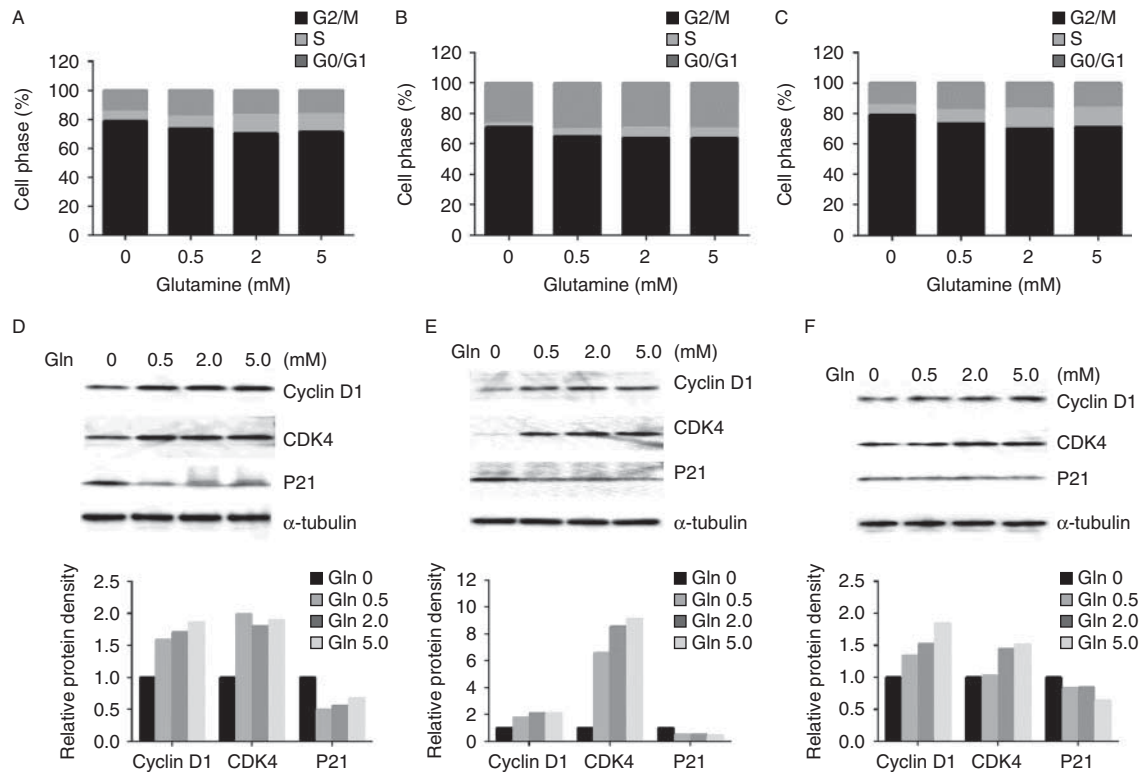 A
G2/M
S
G0/G1
120
100
80
60
40
20
0
Cell phase (%)
0 0.5 2 5
Glutamine (mM)
B
G2/M
S
G0/G1
120
100
80
60
40
20
0
Cell phase (%)
0 0.5 2 5
Glutamine (mM)
C
G2/M
S
G0/G1
120
100
80
60
40
20
0
Cell phase (%)
0 0.5 2 5
Glutamine (mM)
D
Gln 0 0.5 2.0 5.0 (mM)
Cyclin D1
CDK4
P21
α-tubulin
2.5
2.0
1.5
1.0
0.5
0.0
Relative protein density
Gln 0
Gln 0.5
Gln 2.0
Gln 5.0
Cyclin D1 CDK4 P21
E
Gln 0 0.5 2.0 5.0 (mM)
Cyclin D1
CDK4
P21
α-tubulin
12
10
8
6
4
2
0
Relative protein density
Gln 0
Gln 0.5
Gln 2.0
Gln 5.0
Cyclin D1 CDK4 P21
F
Gln 0 0.5 2.0 5.0 (mM)
Cyclin D1
CDK4
P21
α-tubulin
2.5
2.0
1.5
1.0
0.5
0.0
Relative protein density
Gln 0
Gln 0.5
Gln 2.0
Gln 5.0
Cyclin D1 CDK4 P21